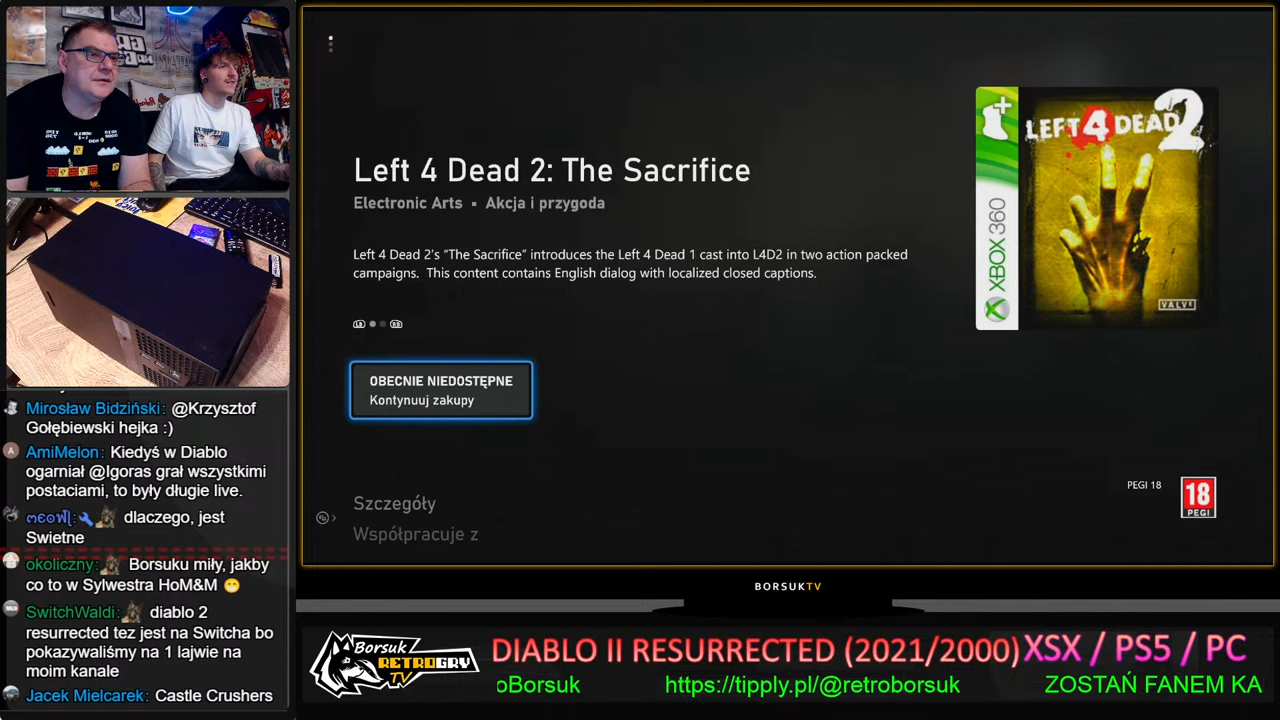 Left 4 Dead 2: The Sacrifice
Electronic Arts ▪ Akcja i przygoda
Left 4 Dead 2's “The Sacrifice” introduces the Left 4 Dead 1 cast into L4D2 in two action packed
campaigns. This content contains English dialog with localized closed captions.
LB RB
OBECNIE NIEDOSTĘPNE
Kontynuuj zakupy
Szczegóły
Współpracuje z
LEFT 4 DEAD 2
XBOX 360
VALVE
PEGI 18
18
PEGI
Mirosław Bidziński: @Krzysztof
Gołębiewski hejka :)
AmiMelon: Kiedyś w Diablo
ogarniał @Igoras grał wszystkimi
postaciami, to były długie live.
dlaczego, jest
Swietne
okoliczny: Borsuku miły, jakby
co to w Sylwestra HoM&M 😁
SwitchWaldi: diablo 2
resurrected tez jest na Switcha bo
pokazywaliśmy na 1 lajwie na
moim kanale
Jacek Mielcarek: Castle Crushers
BORSUKTV
Borsuk
RETROGRY
TV
DIABLO II RESURRECTED (2021/2000) XSX / PS5 / PC
oBorsuk https://tipply.pl/@retroborsuk ZOSTAŃ FANEM KA